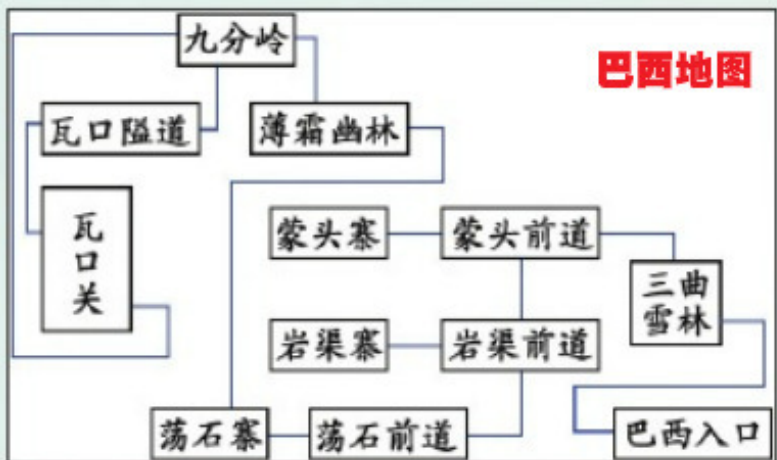 九分岭
巴西地图
瓦口隘道
薄霜幽林
瓦口关
蒙头寨
蒙头前道
三曲
雪林
岩渠寨
岩渠前道
荡石寨
荡石前道
巴西入口